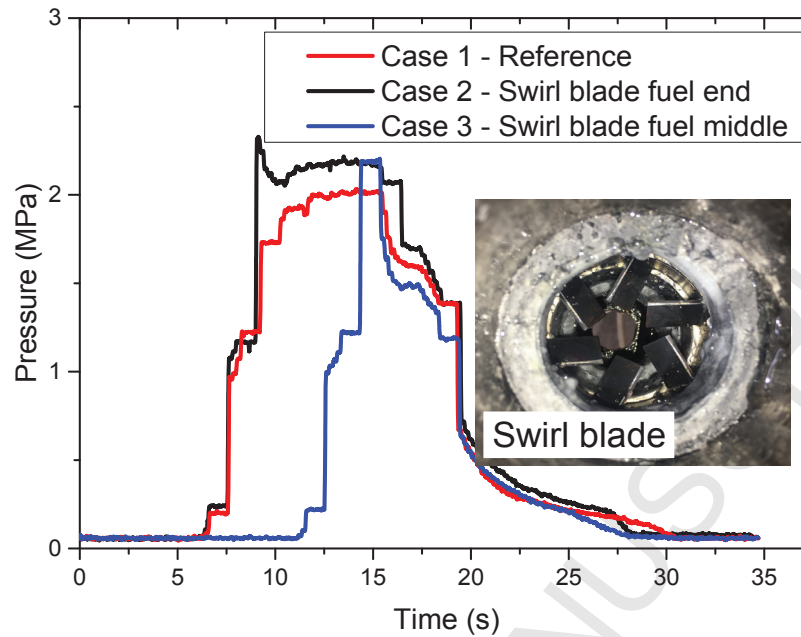 3
Case 1 - Reference
Case 2 - Swirl blade fuel end
Case 3 - Swirl blade fuel middle
2
Pressure (MPa)
1
Swirl blade
0
0 5 10 15 20 25 30 35
Time (s)